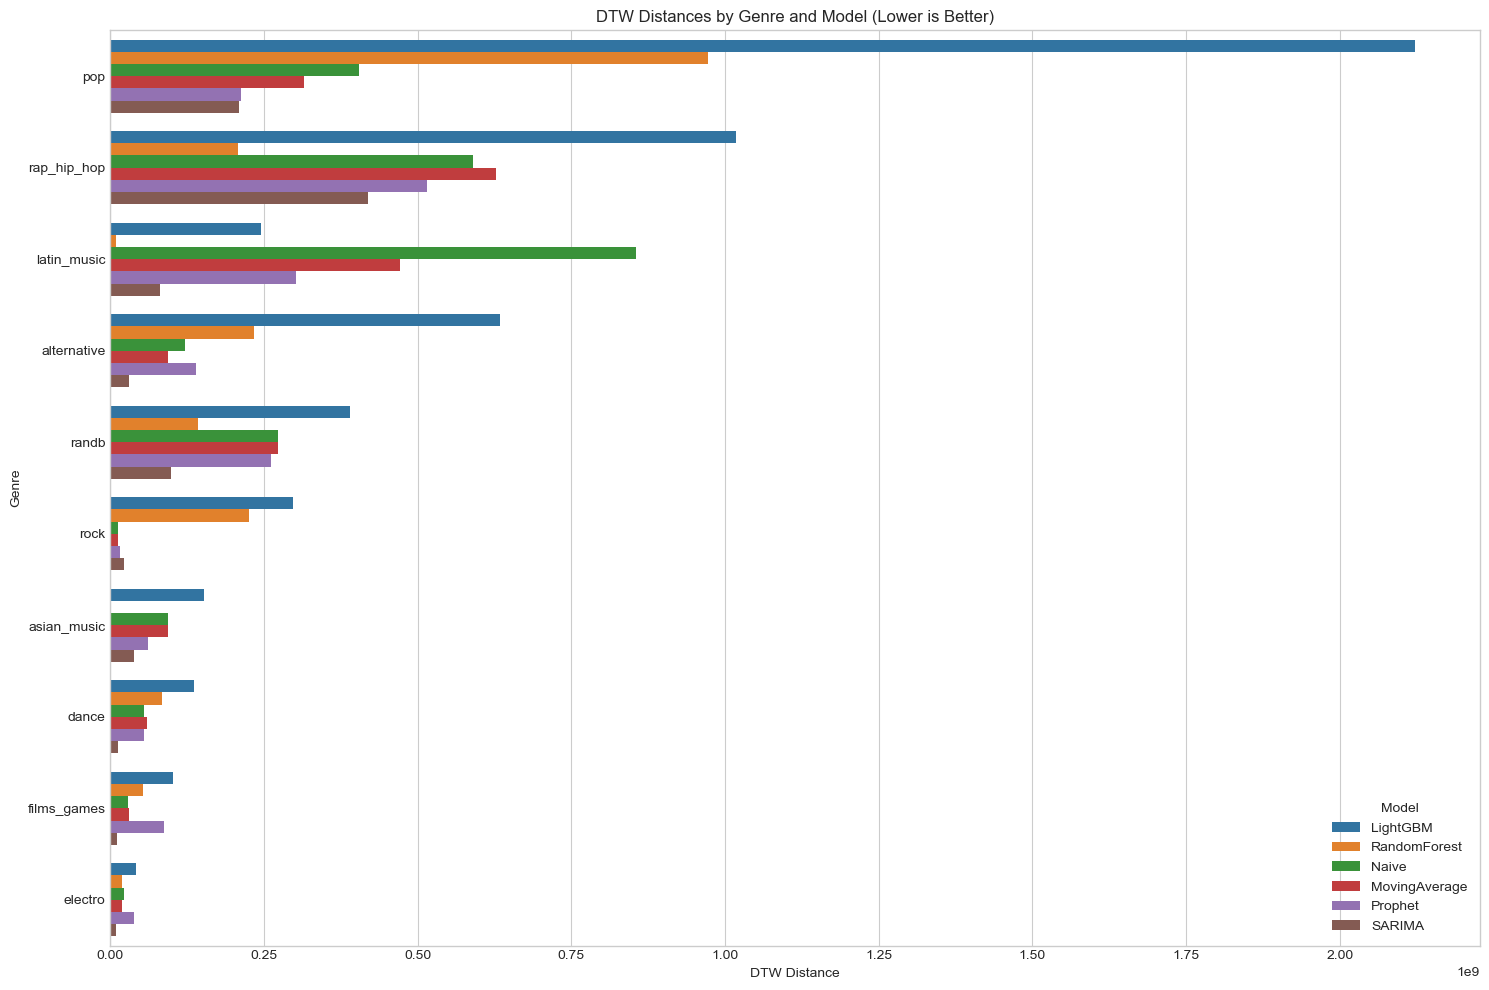 DTW Distances by Genre and Model (Lower is Better)
pop
rap_hip_hop
latin_music
alternative
randb
rock
asian_music
dance
films_games
electro
Genre
Model
LightGBM
RandomForest
Naive
MovingAverage
Prophet
SARIMA
0.00 0.25 0.50 0.75 1.00 1.25 1.50 1.75 2.00
DTW Distance
1e9